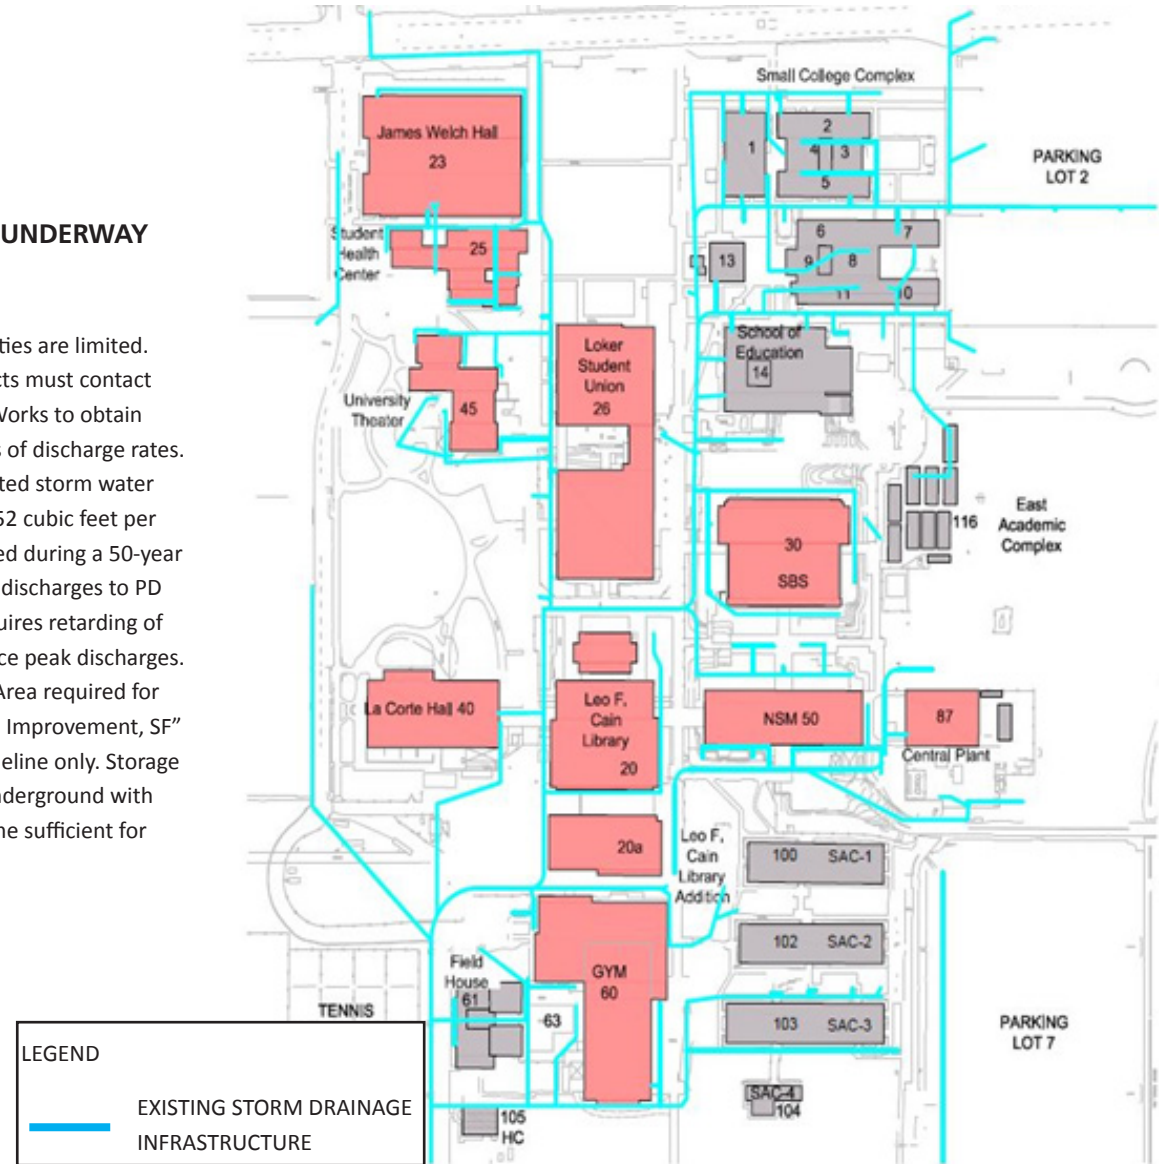 UNDERWAY
ties are limited.
cts must contact
Works to obtain
s of discharge rates.
ted storm water
52 cubic feet per
ed during a 50-year
discharges to PD
uires retarding of
ce peak discharges.
Area required for
Improvement, SF”
eline only. Storage
nderground with
ne sufficient for
Small College Complex
James Welch Hall
23
1
2
4
3
5
PARKING
LOT 2
Student
Health
Center
25
6
7
13
9
8
11
10
School of
Education
14
Loker
Student
Union
26
University
Theater
45
116
East
Academic
Complex
30
SBS
La Corte Hall 40
Leo F.
Cain
Library
20
NSM 50
87
Central Plant
20a
Leo F.
Cain
Library
Addition
100 SAC-1
102 SAC-2
Field
House
61
GYM
60
63
TENNIS
103 SAC-3
PARKING
LOT 7
SAC-4
104
105
HC
LEGEND
EXISTING STORM DRAINAGE
INFRASTRUCTURE